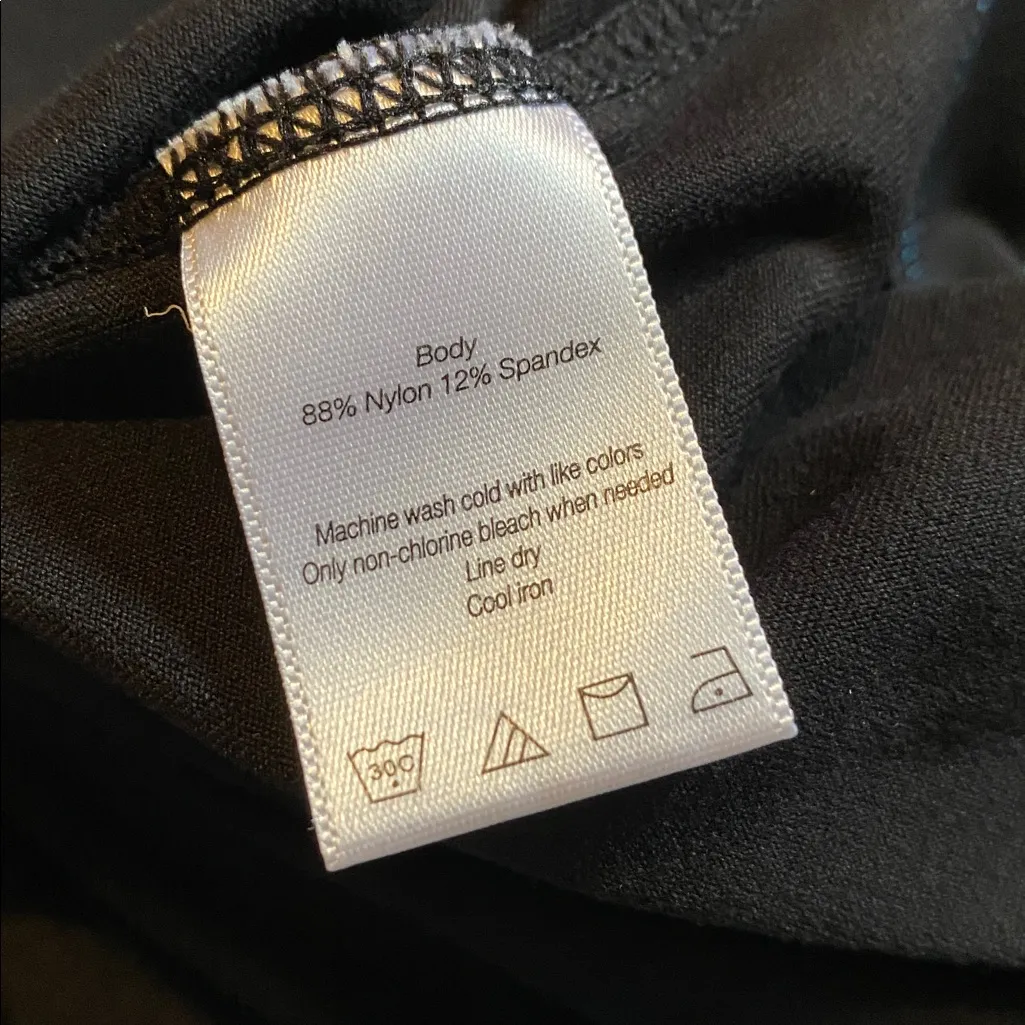 Body
88% Nylon 12% Spandex
Machine wash cold with like colors
Only non-chlorine bleach when needed
Line dry
Cool iron
30C